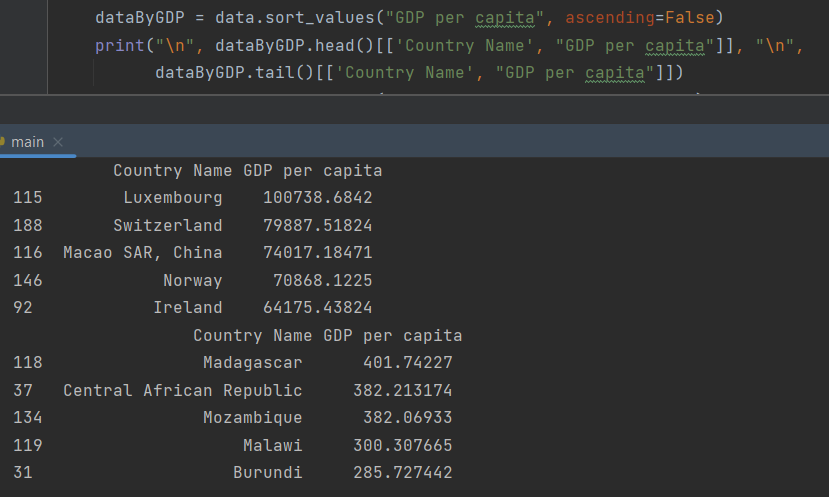 dataByGDP = data.sort_values("GDP per capita", ascending=False)
print("\n", dataByGDP.head()[['Country Name', "GDP per capita"]], "\n",
dataByGDP.tail()[['Country Name', "GDP per capita"]])
main
Country Name GDP per capita
115 Luxembourg 100738.6842
188 Switzerland 79887.51824
116 Macao SAR, China 74017.18471
146 Norway 70868.1225
92 Ireland 64175.43824
Country Name GDP per capita
118 Madagascar 401.74227
37 Central African Republic 382.213174
134 Mozambique 382.06933
119 Malawi 300.307665
31 Burundi 285.727442